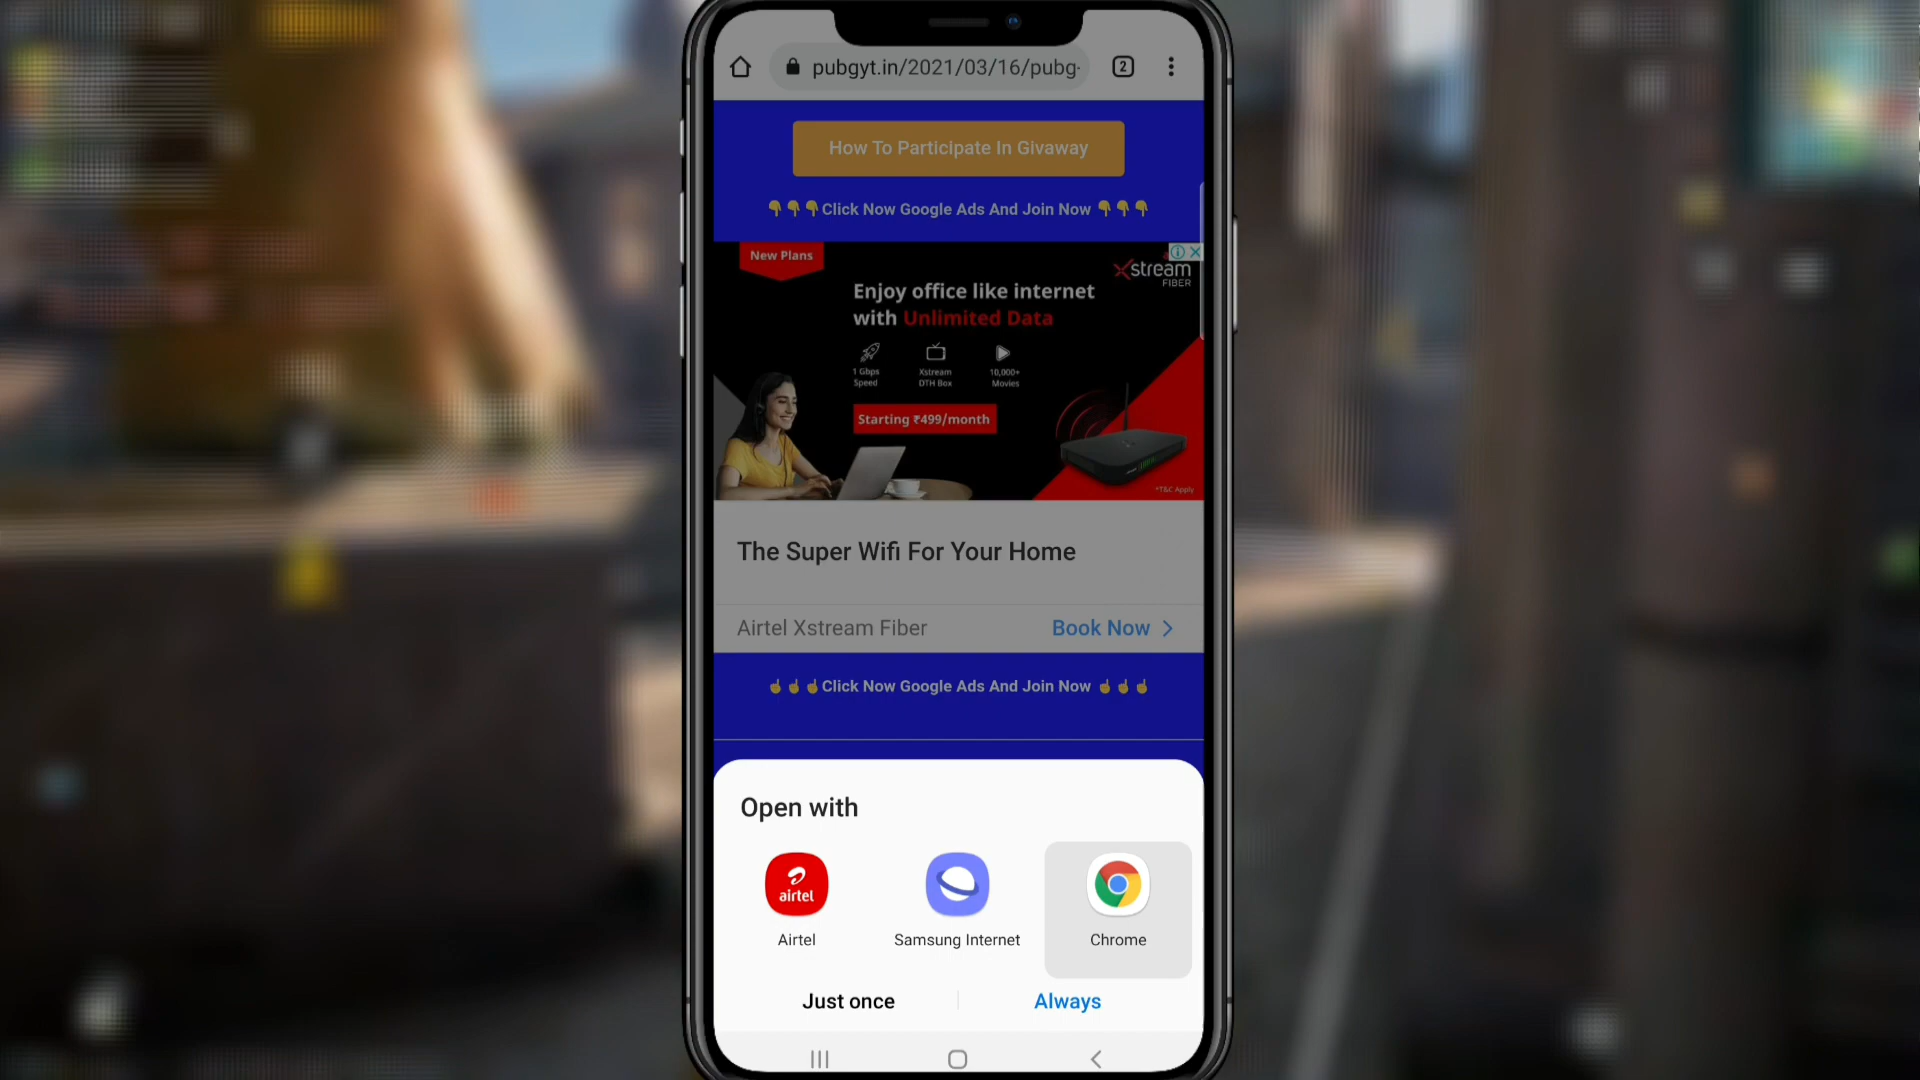 pubgyt.in/2021/03/16/pubg-
2
How To Participate In Givaway
👇👇👇Click Now Google Ads And Join Now 👇👇👇
New Plans
Xstream
FIBER
Enjoy office like internet
with Unlimited Data
1 Gbps
Speed
Xstream
DTH Box
10,000+
Movies
Starting ₹499/month
*T&C Apply
The Super Wifi For Your Home
Airtel Xstream Fiber
Book Now
☝☝☝Click Now Google Ads And Join Now ☝☝☝
Open with
airtel
Airtel
Samsung Internet
Chrome
Just once
Always